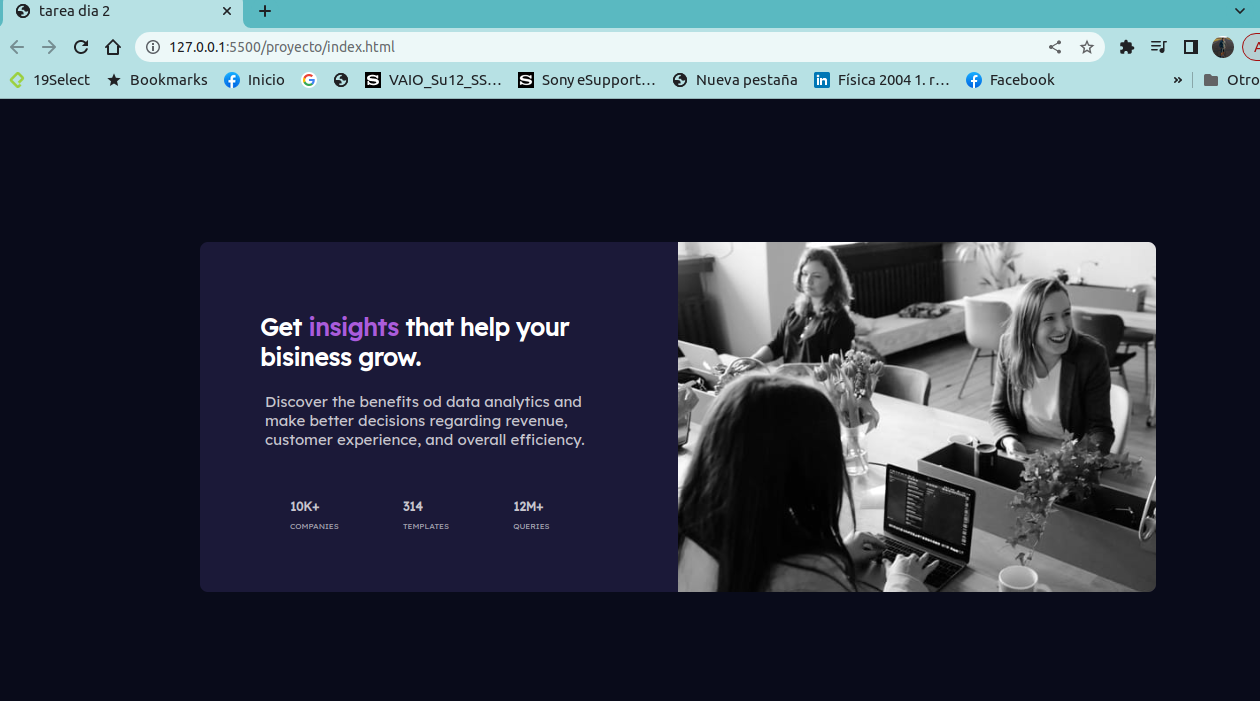 tarea dia 2
127.0.0.1:5500/proyecto/index.html
19Select Bookmarks Inicio VAIO_Su12_SS... Sony eSupport... Nueva pestaña Física 2004 1. r... Facebook » Otro
Get insights that help your
bisiness grow.
Discover the benefits od data analytics and
make better decisions regarding revenue,
customer experience, and overall efficiency.
10K+ 314 12M+
COMPANIES TEMPLATES QUERIES